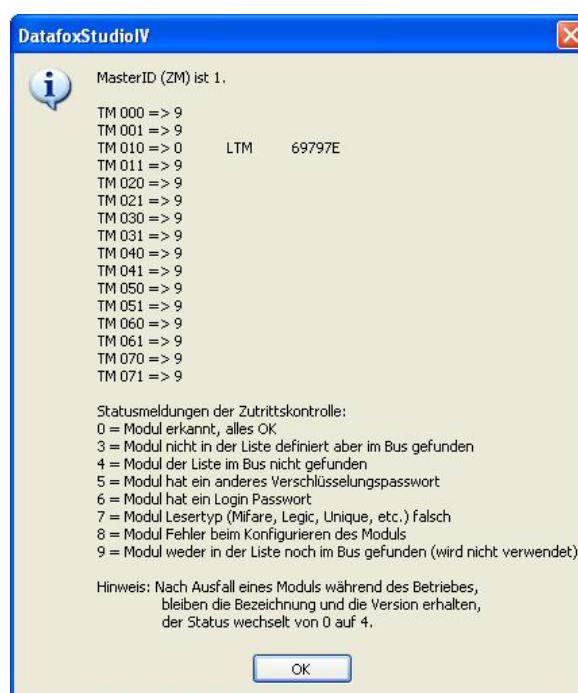 DatafoxStudioIV
MasterID (ZM) ist 1.
TM 000 => 9
TM 001 => 9
TM 010 => 0 LTM 69797E
TM 011 => 9
TM 020 => 9
TM 021 => 9
TM 030 => 9
TM 031 => 9
TM 040 => 9
TM 041 => 9
TM 050 => 9
TM 051 => 9
TM 060 => 9
TM 061 => 9
TM 070 => 9
TM 071 => 9
Statusmeldungen der Zutrittskontrolle:
0 = Modul erkannt, alles OK
3 = Modul nicht in der Liste definiert aber im Bus gefunden
4 = Modul der Liste im Bus nicht gefunden
5 = Modul hat ein anderes Verschlüsselungspasswort
6 = Modul hat ein Login Passwort
7 = Modul Lesertyp (Mifare, Legic, Unique, etc.) falsch
8 = Modul Fehler beim Konfigurieren des Moduls
9 = Modul weder in der Liste noch im Bus gefunden (wird nicht verwendet)
Hinweis: Nach Ausfall eines Moduls während des Betriebes,
bleiben die Bezeichnung und die Version erhalten,
der Status wechselt von 0 auf 4.
OK